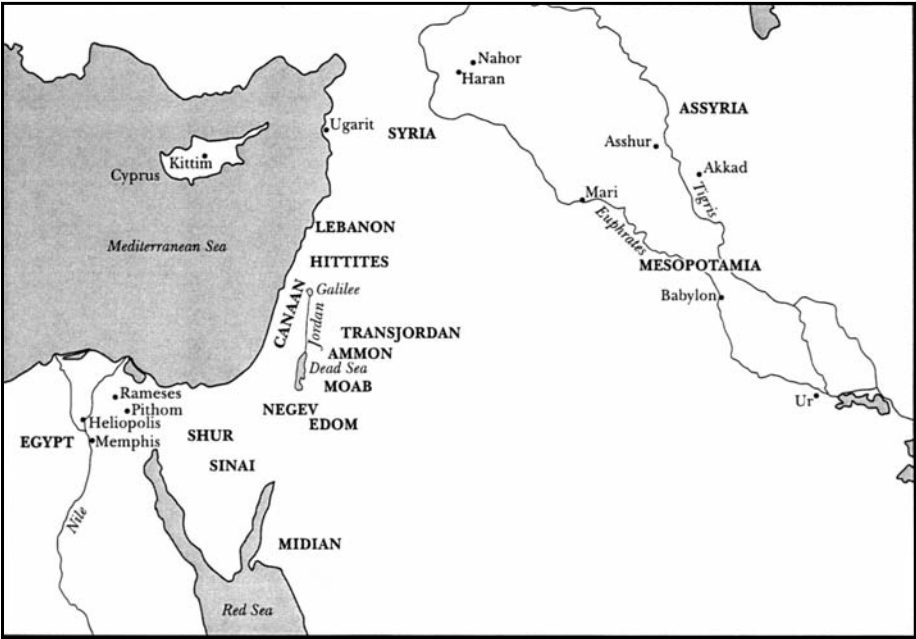 Nahor
Haran
ASSYRIA
Ugarit
SYRIA
Asshur
Kittim
Akkad
Cyprus
Mari
Tigris
Euphrates
LEBANON
Mediterranean Sea
HITTITES
MESOPOTAMIA
Galilee
Babylon
CANAAN
Jordan
TRANSJORDAN
AMMON
Dead Sea
MOAB
Rameses
Ur
Pithom
NEGEV
Heliopolis
EDOM
EGYPT
Memphis
SHUR
SINAI
Nile
MIDIAN
Red Sea